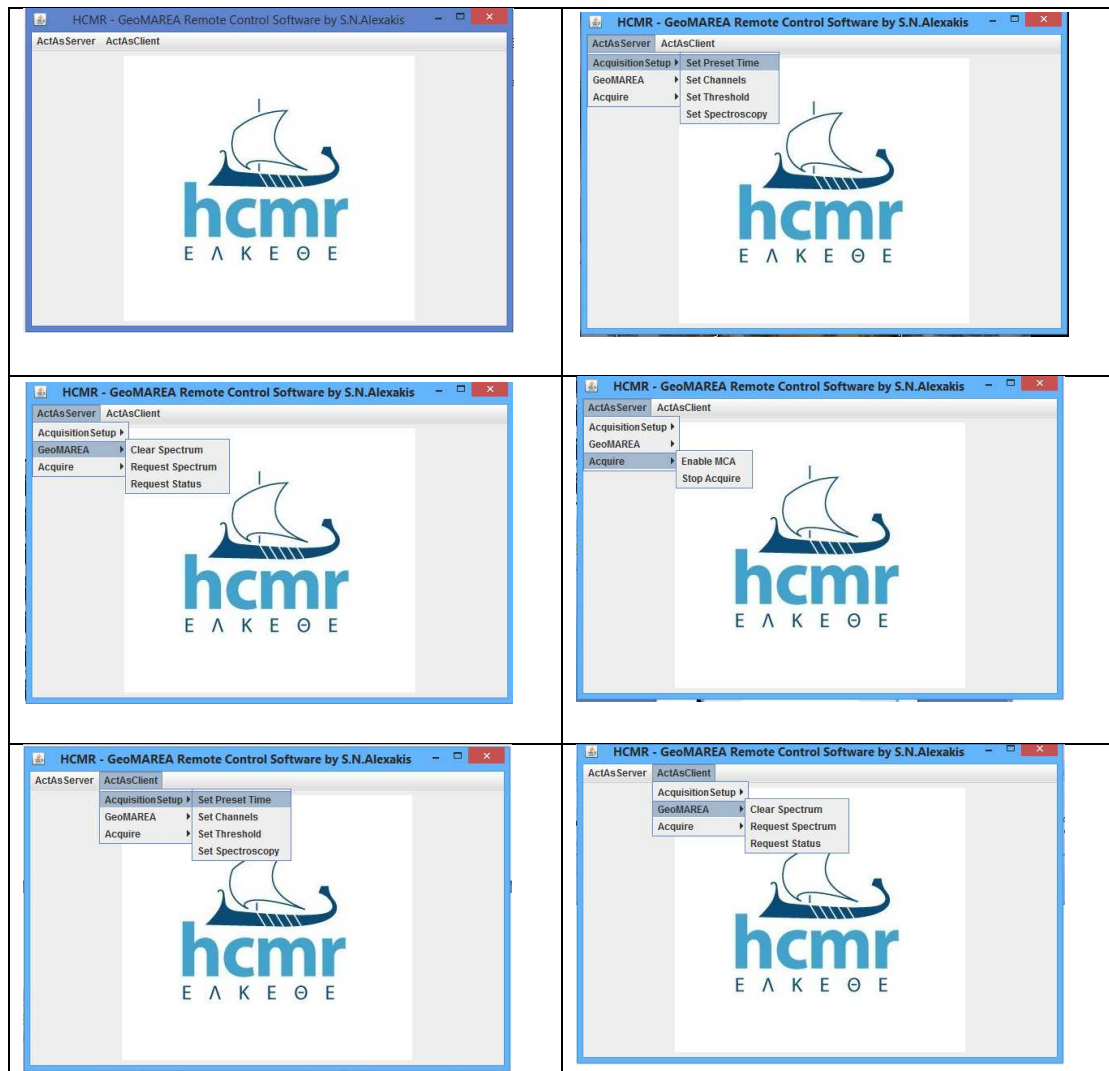 HCMR - GeoMAREA Remote Control Software by S.N.Alexakis
ActAsServer ActAsClient
hcmr
Ε Λ Κ Ε Θ Ε
HCMR - GeoMAREA Remote Control Software by S.N.Alexakis
ActAsServer ActAsClient
AcquisitionSetup Set Preset Time
GeoMAREA Set Channels
Acquire Set Threshold
Set Spectroscopy
hcmr
Ε Λ Κ Ε Θ Ε
HCMR - GeoMAREA Remote Control Software by S.N.Alexakis
ActAsServer ActAsClient
AcquisitionSetup
GeoMAREA Clear Spectrum
Acquire Request Spectrum
Request Status
hcmr
Ε Λ Κ Ε Θ Ε
HCMR - GeoMAREA Remote Control Software by S.N.Alexakis
ActAsServer ActAsClient
AcquisitionSetup
GeoMAREA
Acquire Enable MCA
Stop Acquire
hcmr
Ε Λ Κ Ε Θ Ε
HCMR - GeoMAREA Remote Control Software by S.N.Alexakis
ActAsServer ActAsClient
AcquisitionSetup Set Preset Time
GeoMAREA Set Channels
Acquire Set Threshold
Set Spectroscopy
hcmr
Ε Λ Κ Ε Θ Ε
HCMR - GeoMAREA Remote Control Software by S.N.Alexakis
ActAsServer ActAsClient
AcquisitionSetup
GeoMAREA Clear Spectrum
Acquire Request Spectrum
Request Status
hcmr
Ε Λ Κ Ε Θ Ε